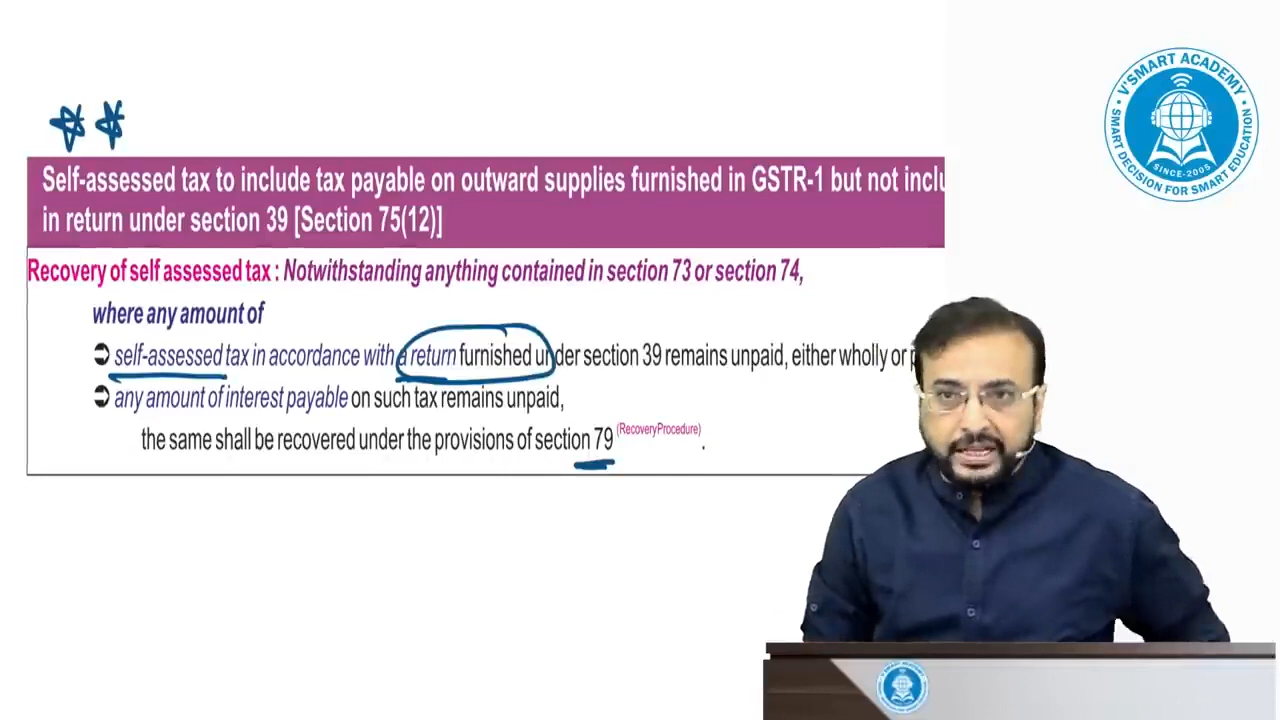 Self-assessed tax to include tax payable on outward supplies furnished in GSTR-1 but not
in return under section 39 [Section 75(12)]
Recovery of self assessed tax : Notwithstanding anything contained in section 73 or section 74,
where any amount of
➲ self-assessed tax in accordance with a return furnished under section 39 remains unpaid, either wholly or
➲ any amount of interest payable on such tax remains unpaid,
the same shall be recovered under the provisions of section 79 (RecoveryProcedure).
V'SMART ACADEMY
SINCE-2005
• SMART DECISION FOR SMART EDUCATION •